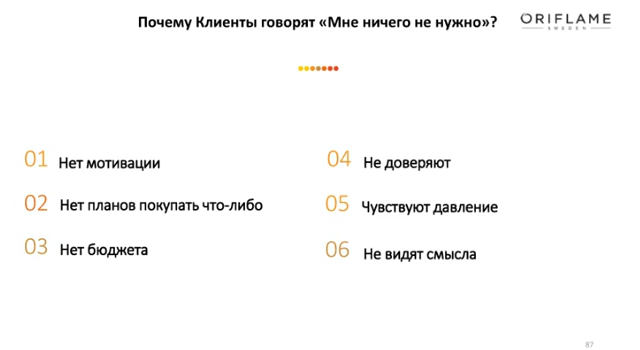 Почему Клиенты говорят «Мне ничего не нужно»?
ORIFLAME
SWEDEN
01 Нет мотивации
02 Нет планов покупать что-либо
03 Нет бюджета
04 Не доверяют
05 Чувствуют давление
06 Не видят смысла
87